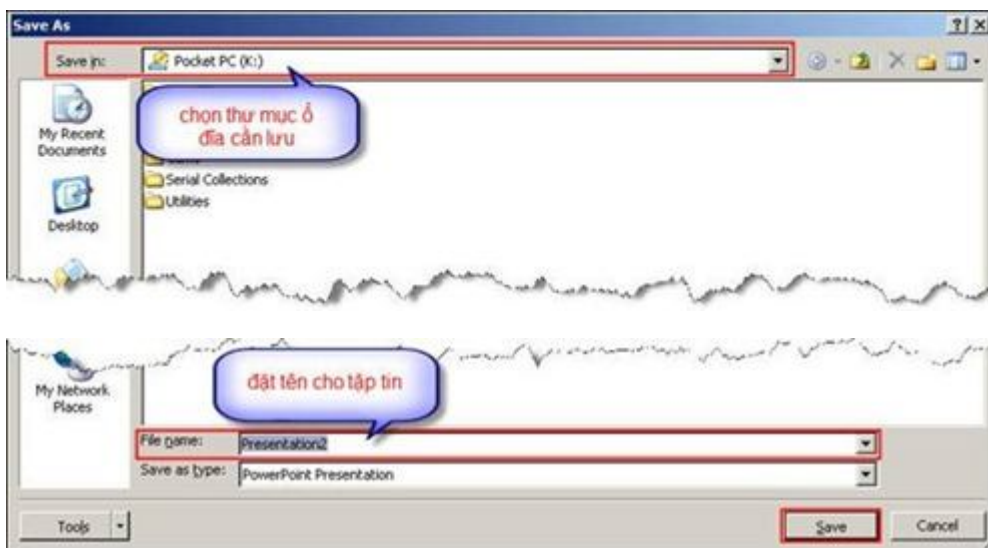 Save As
Save in:
Pocket PC (K:)
chọn thư mục ổ
đĩa cần lưu
My Recent
Documents
Serial Collections
Utilities
Desktop
đặt tên cho tập tin
My Network
Places
File name:
Presentation2
Save as type:
PowerPoint Presentation
Tools
Save
Cancel